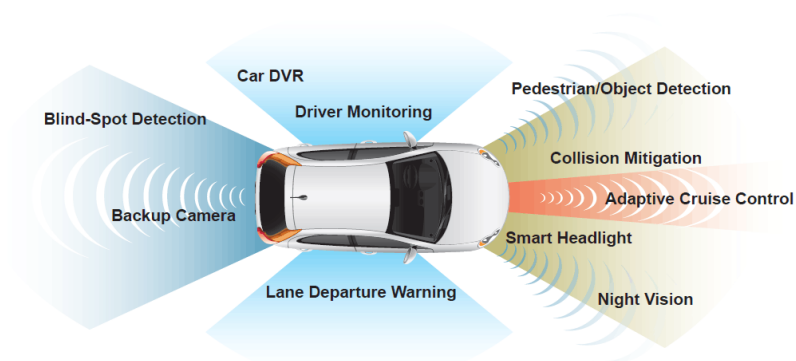 Car DVR
Pedestrian/Object Detection
Driver Monitoring
Blind-Spot Detection
Collision Mitigation
Adaptive Cruise Control
Backup Camera
Smart Headlight
Lane Departure Warning
Night Vision